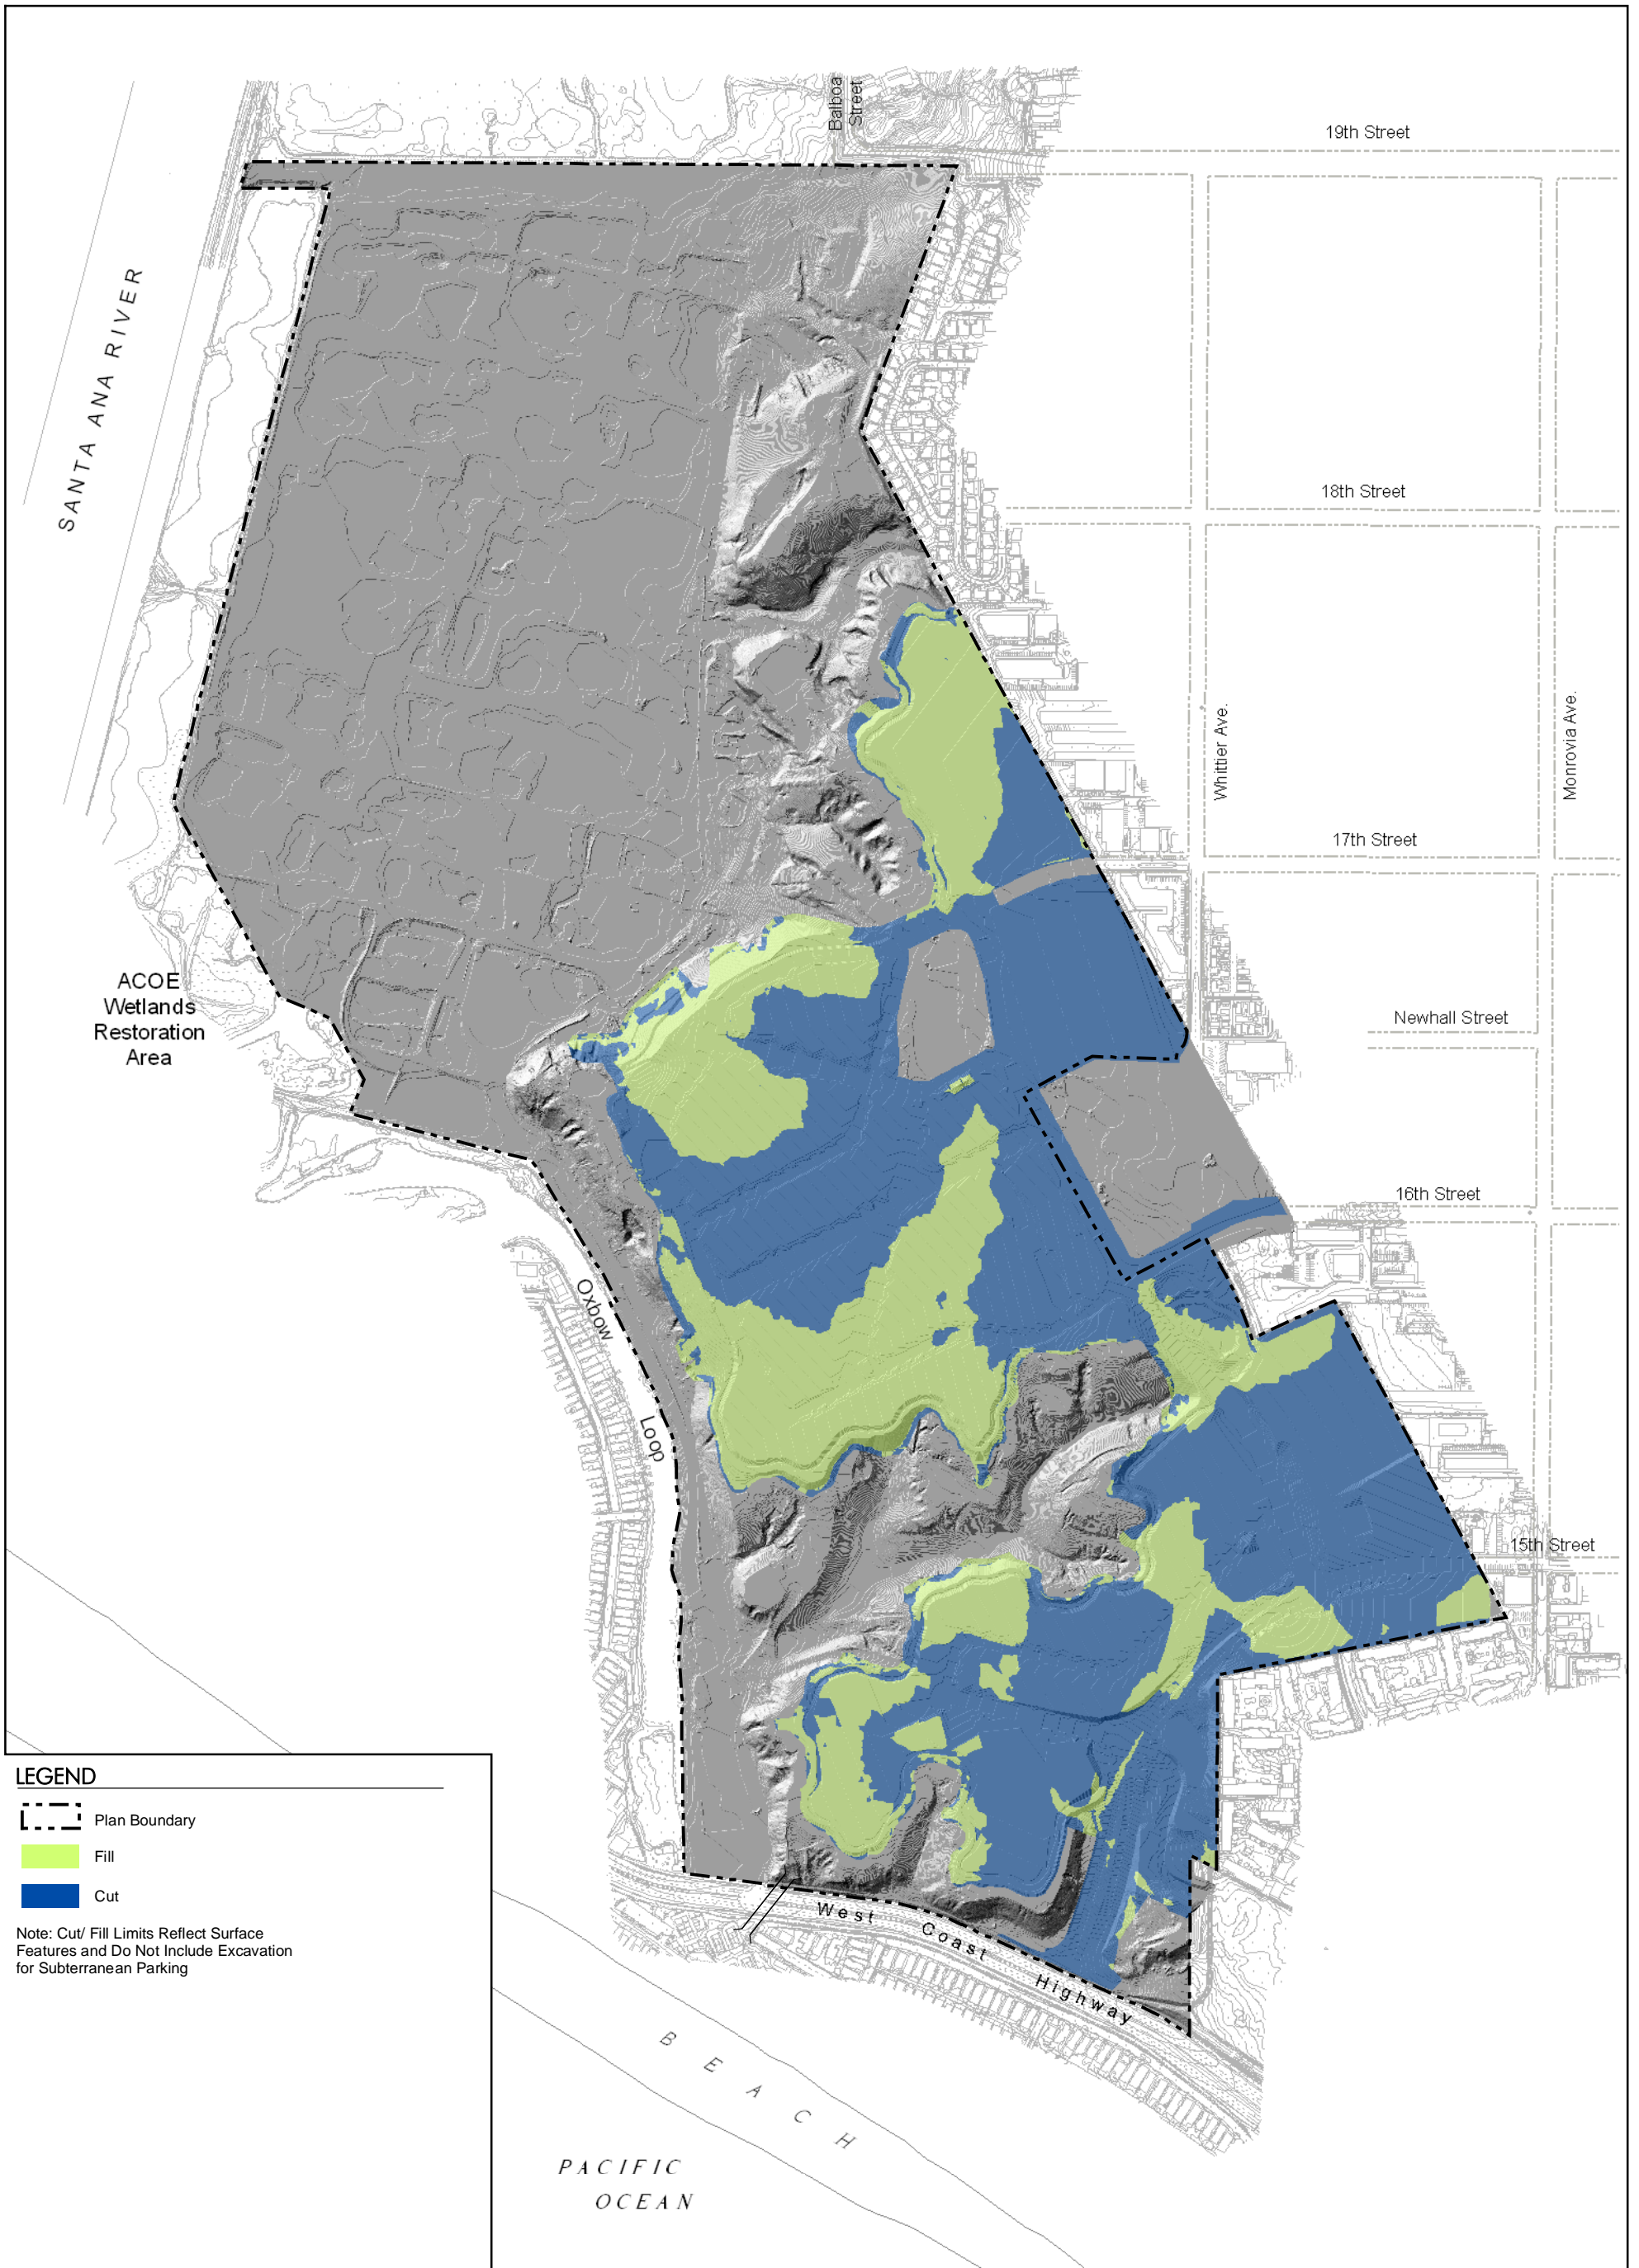 Balboa
Street
19th Street
SANTA ANA RIVER
18th Street
Whittier Ave.
Monrovia Ave.
17th Street
ACOE
Wetlands
Restoration
Area
Newhall Street
16th Street
Oxbow
Loop
15th Street
LEGEND
Plan Boundary
Fill
Cut
Note: Cut/ Fill Limits Reflect Surface
Features and Do Not Include Excavation
for Subterranean Parking
West Coast Highway
BEACH
PACIFIC
OCEAN